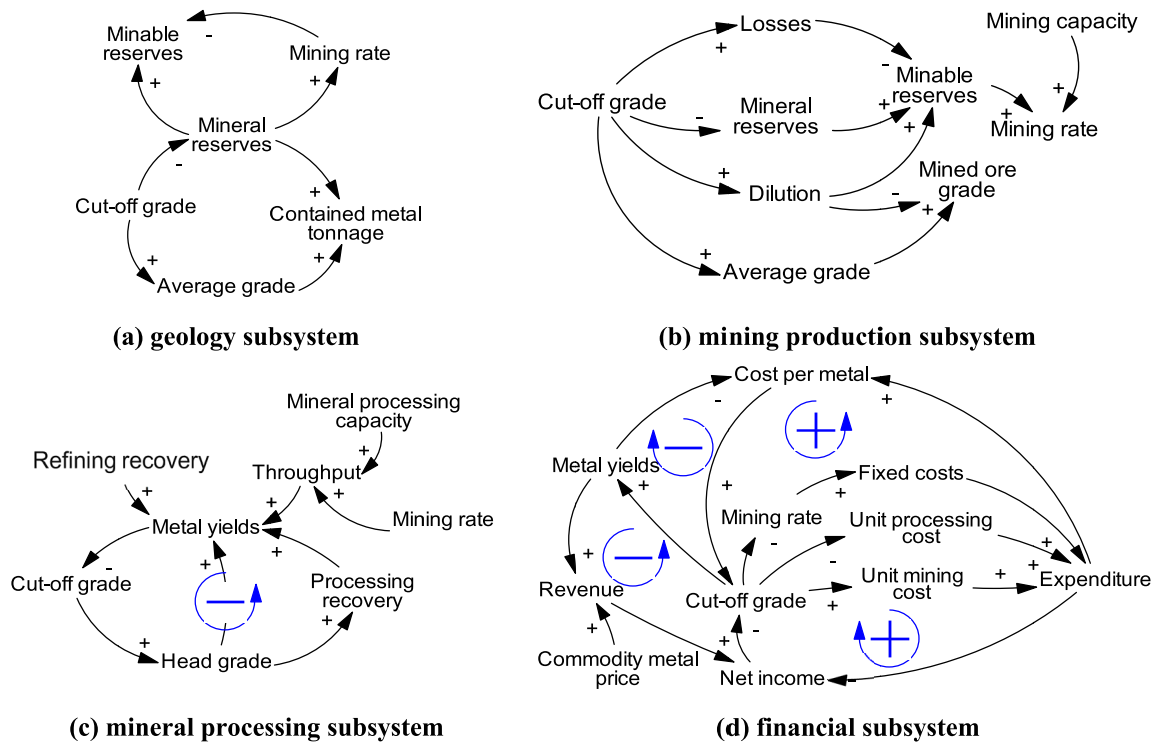 Minable
reserves
-
Mining rate
+
+
Mineral
reserves
-
+
Cut-off grade
Contained metal
tonnage
+
+
Average grade
(a) geology subsystem
Losses
Mining capacity
+
-
Minable
reserves
+
Cut-off grade
-
Mineral
reserves
+
+
+
Mining rate
+
Dilution
-
Mined ore
grade
+
+
Average grade
(b) mining production subsystem
Mineral processing
capacity
+
Refining recovery
Throughput
+
+
+
Mining rate
Metal yields
+
-
+
Cut-off grade
Processing
recovery
+
+
Head grade
(c) mineral processing subsystem
Cost per metal
-
+
Metal yields
+
+
Fixed costs
+
Mining rate
-
Unit processing
cost
-
+
+
+
Revenue
Cut-off grade
+
Unit mining
cost
+
Expenditure
+
+
-
Commodity metal
price
Net income
-
(d) financial subsystem